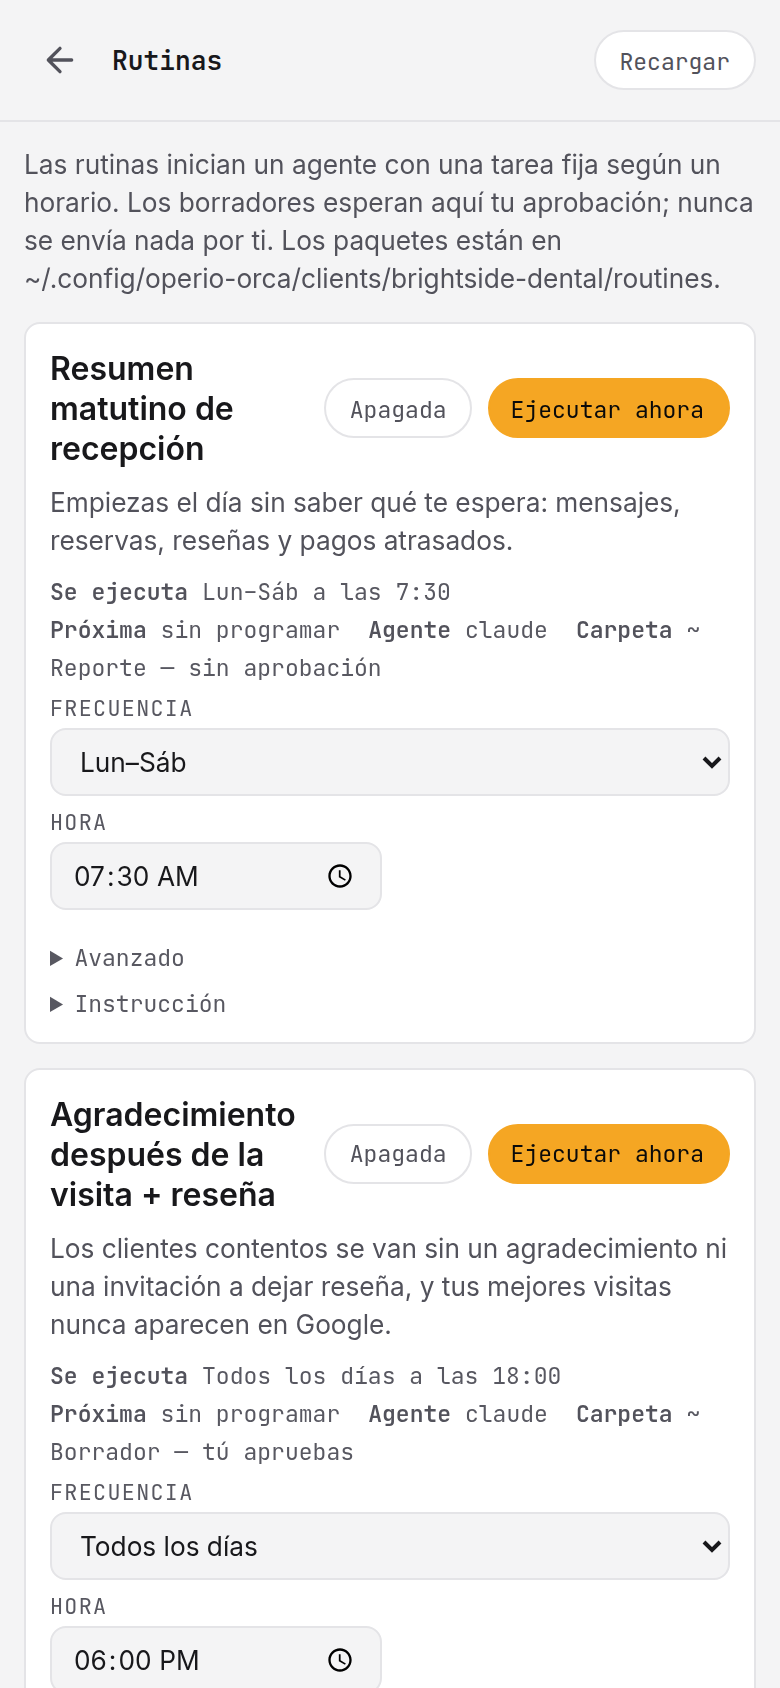 Rutinas
Recargar
Las rutinas inician un agente con una tarea fija según un
horario. Los borradores esperan aquí tu aprobación; nunca
se envía nada por ti. Los paquetes están en
~/.config/operio-orca/clients/brightside-dental/routines.
Resumen
matutino de
recepción
Apagada
Ejecutar ahora
Empiezas el día sin saber qué te espera: mensajes,
reservas, reseñas y pagos atrasados.
Se ejecuta Lun–Sáb a las 7:30
Próxima sin programar Agente claude Carpeta ~
Reporte — sin aprobación
FRECUENCIA
Lun–Sáb
HORA
07:30 AM
Avanzado
Instrucción
Agradecimiento
después de la
visita + reseña
Apagada
Ejecutar ahora
Los clientes contentos se van sin un agradecimiento ni
una invitación a dejar reseña, y tus mejores visitas
nunca aparecen en Google.
Se ejecuta Todos los días a las 18:00
Próxima sin programar Agente claude Carpeta ~
Borrador — tú apruebas
FRECUENCIA
Todos los días
HORA
06:00 PM